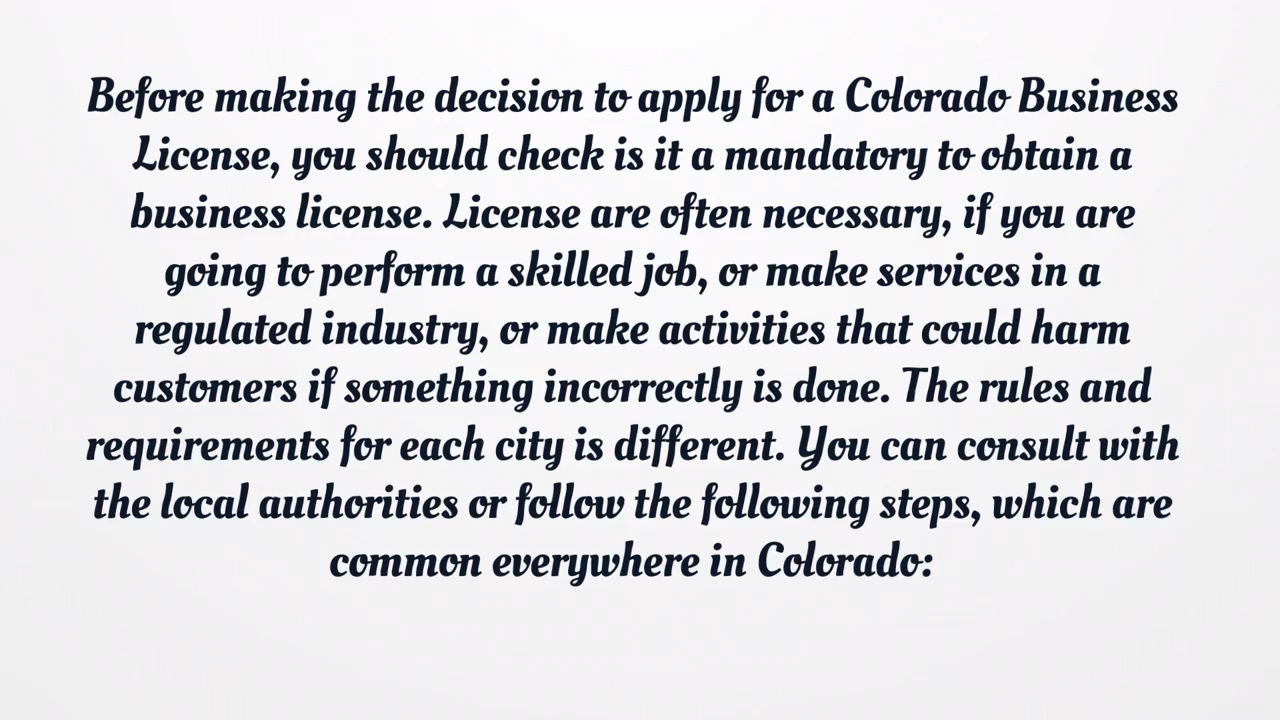 Before making the decision to apply for a Colorado Business
License, you should check is it a mandatory to obtain a
business license. License are often necessary, if you are
going to perform a skilled job, or make services in a
regulated industry, or make activities that could harm
customers if something incorrectly is done. The rules and
requirements for each city is different. You can consult with
the local authorities or follow the following steps, which are
common everywhere in Colorado: